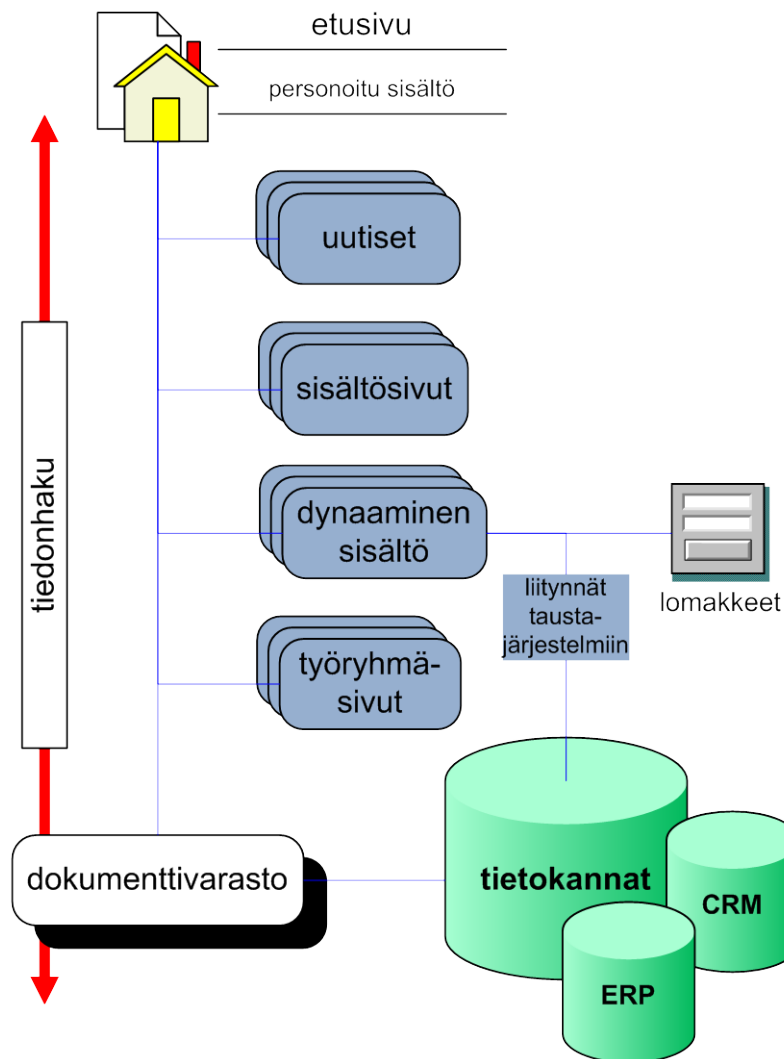 etusivu
personoitu sisältö
uutiset
sisältösivut
dynaaminen
sisältö
lomakkeet
liitynnät
tausta-
järjestelmiin
työryhmä-
sivut
tiedonhaku
dokumenttivarasto
tietokannat
CRM
ERP